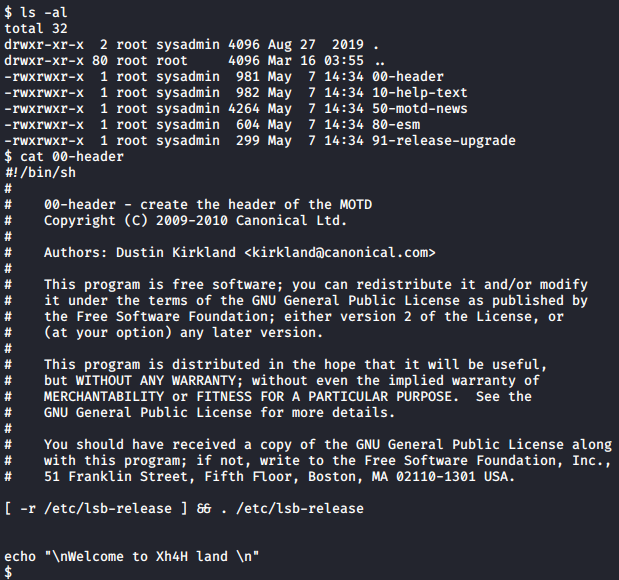 $ ls -al
total 32
drwxr-xr-x  2 root sysadmin 4096 Aug 27  2019 .
drwxr-xr-x 80 root root     4096 Mar 16 03:55 ..
-rwxrwxr-x  1 root sysadmin  981 May  7 14:34 00-header
-rwxrwxr-x  1 root sysadmin  982 May  7 14:34 10-help-text
-rwxrwxr-x  1 root sysadmin 4264 May  7 14:34 50-motd-news
-rwxrwxr-x  1 root sysadmin  604 May  7 14:34 80-esm
-rwxrwxr-x  1 root sysadmin  299 May  7 14:34 91-release-upgrade
$ cat 00-header
#!/bin/sh
#
#    00-header - create the header of the MOTD
#    Copyright (C) 2009-2010 Canonical Ltd.
#
#    Authors: Dustin Kirkland <kirkland@canonical.com>
#
#    This program is free software; you can redistribute it and/or modify
#    it under the terms of the GNU General Public License as published by
#    the Free Software Foundation; either version 2 of the License, or
#    (at your option) any later version.
#
#    This program is distributed in the hope that it will be useful,
#    but WITHOUT ANY WARRANTY; without even the implied warranty of
#    MERCHANTABILITY or FITNESS FOR A PARTICULAR PURPOSE.  See the
#    GNU General Public License for more details.
#
#    You should have received a copy of the GNU General Public License along
#    with this program; if not, write to the Free Software Foundation, Inc.,
#    51 Franklin Street, Fifth Floor, Boston, MA 02110-1301 USA.

[ -r /etc/lsb-release ] && . /etc/lsb-release


echo "\nWelcome to Xh4H land \n"
$